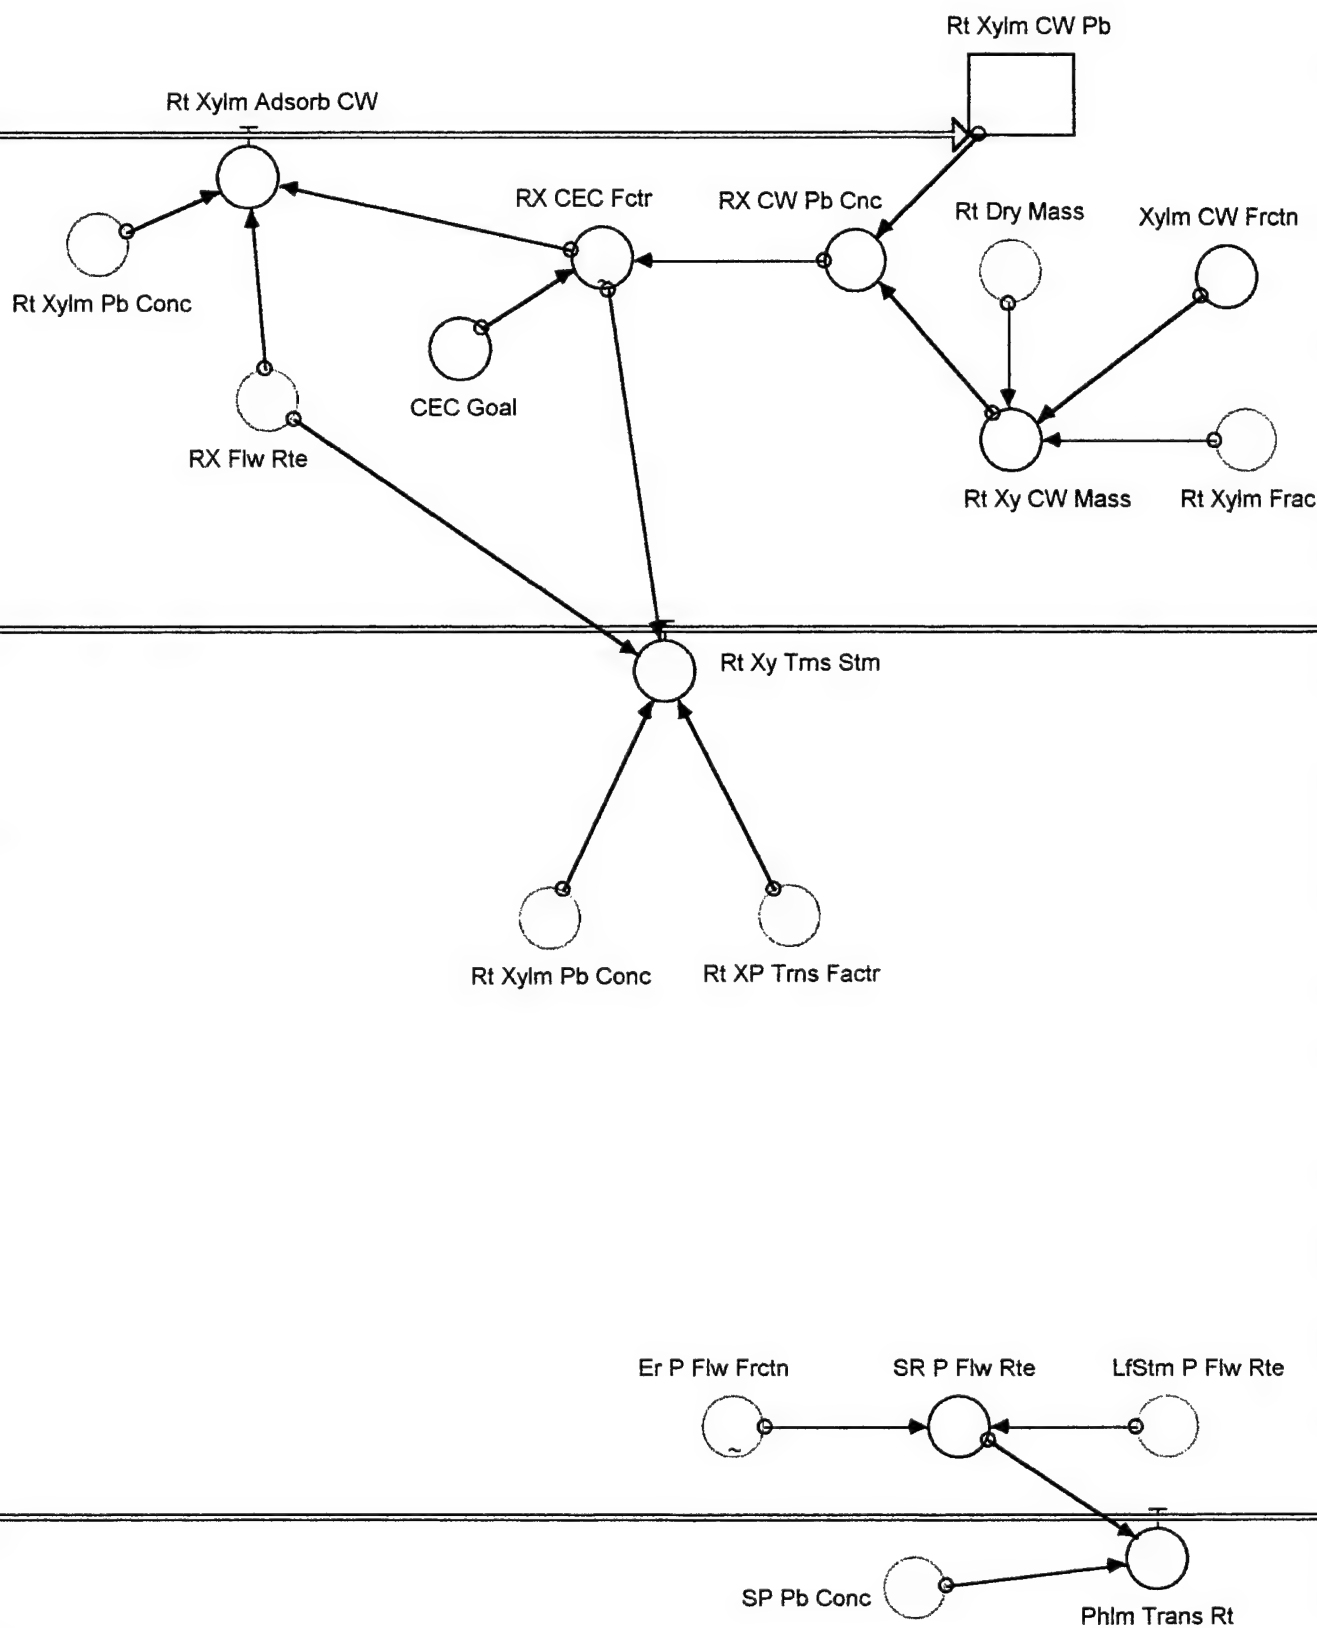 Rt Xylm CW Pb
Rt Xylm Adsorb CW
RX CEC Fctr
RX CW Pb Cnc
Rt Dry Mass
Xylm CW Frctn
Rt Xylm Pb Conc
~
CEC Goal
RX Flw Rte
Rt Xy CW Mass
Rt Xylm Frac
Rt Xy Trns Stm
Rt Xylm Pb Conc
Rt XP Trns Factr
Er P Flw Frctn
SR P Flw Rte
LfStm P Flw Rte
~
SP Pb Conc
Phlm Trans Rt